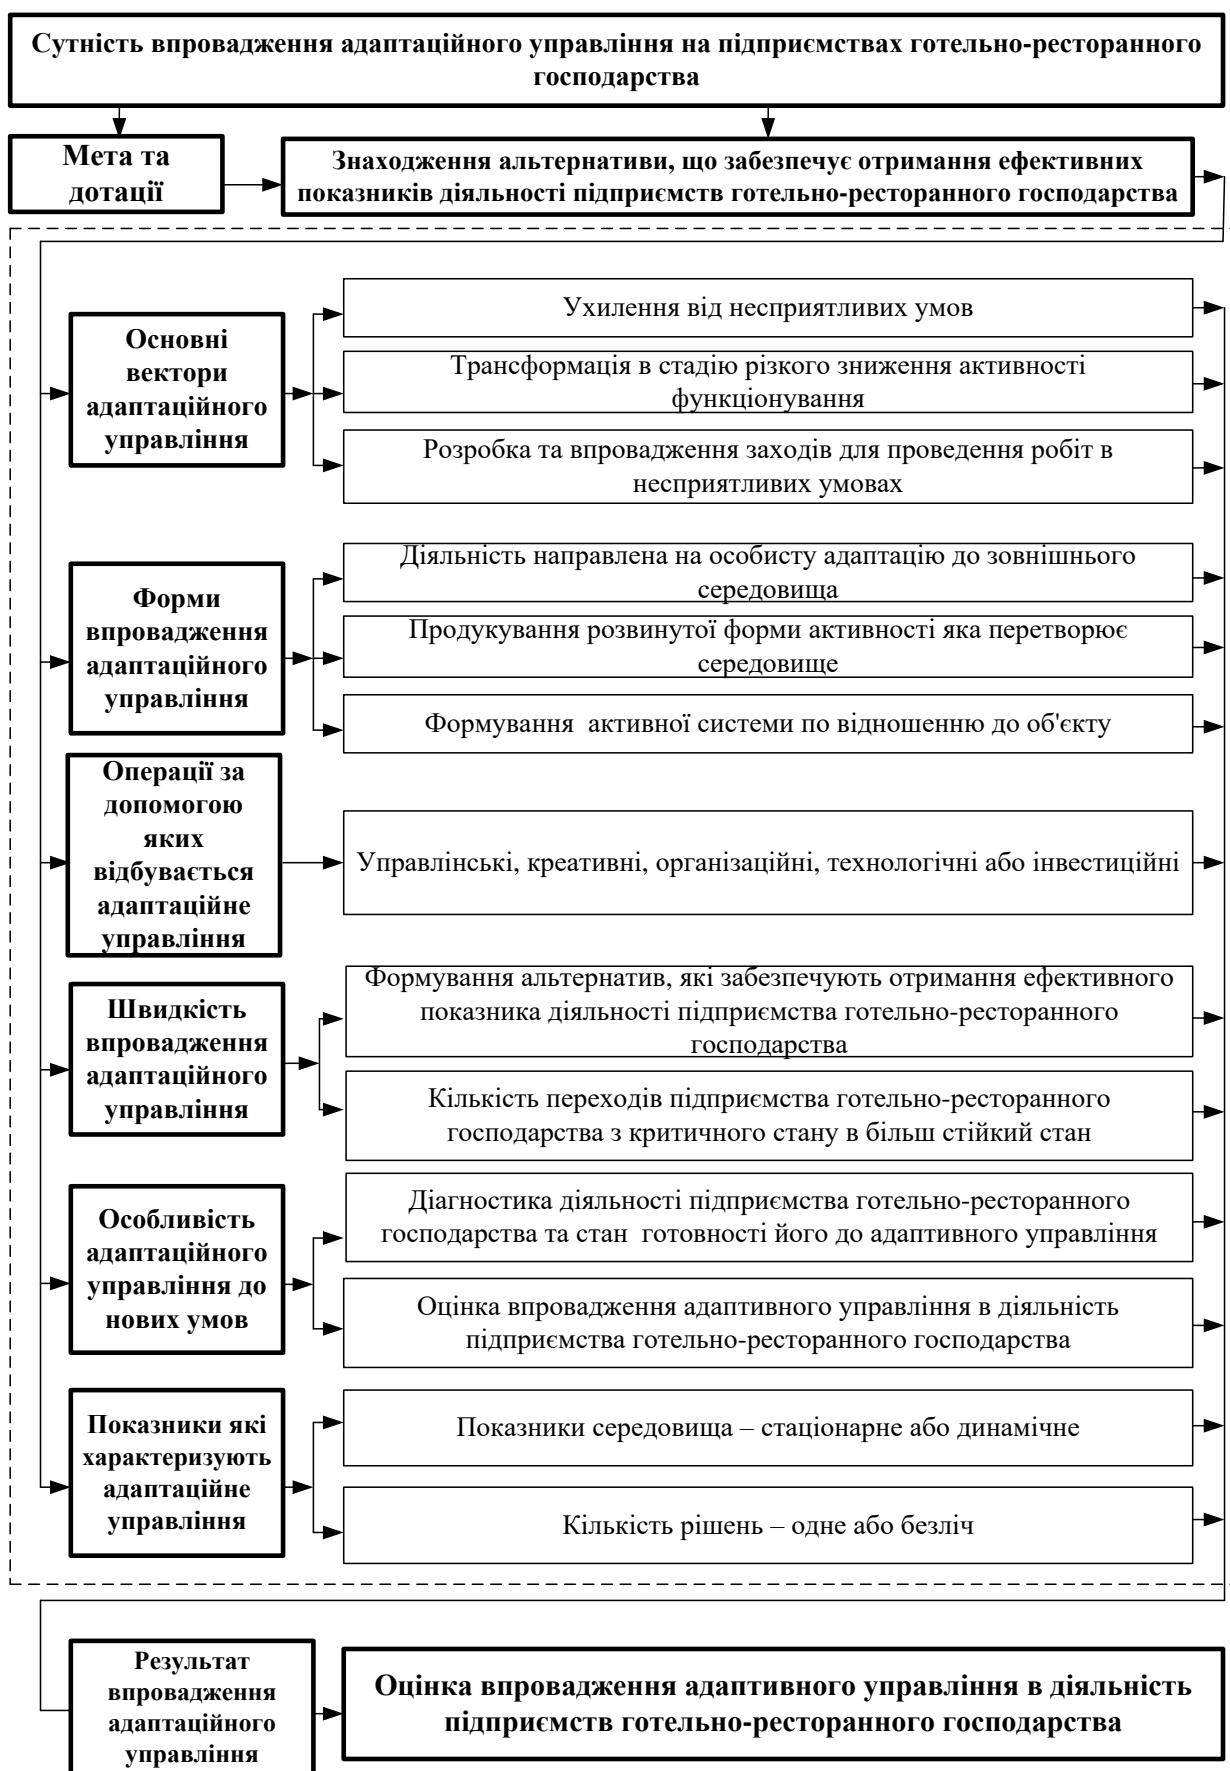 Сутність впровадження адаптаційного управління на підприємствах готельно-ресторанного
господарства
Мета та
дотації
Знаходження альтернативи, що забезпечує отримання ефективних
показників діяльності підприємств готельно-ресторанного господарства
Основні
вектори
адаптаційного
управління
Ухилення від несприятливих умов
Трансформація в стадію різкого зниження активності
функціонування
Розробка та впровадження заходів для проведення робіт в
несприятливих умовах
Форми
впровадження
адаптаційного
управління
Діяльність направлена на особисту адаптацію до зовнішнього
середовища
Продукування розвинутої форми активності яка перетворює
середовище
Формування  активної системи по відношенню до об'єкту
Операції за
допомогою
яких
відбувається
адаптаційне
управління
Управлінські, креативні, організаційні, технологічні або інвестиційні
Швидкість
впровадження
адаптаційного
управління
Формування альтернатив, які забезпечують отримання ефективного
показника діяльності підприємства готельно-ресторанного
господарства
Кількість переходів підприємства готельно-ресторанного
господарства з критичного стану в більш стійкий стан
Особливість
адаптаційного
управління до
нових умов
Діагностика діяльності підприємства готельно-ресторанного
господарства та стан  готовності його до адаптивного управління
Оцінка впровадження адаптивного управління в діяльність
підприємства готельно-ресторанного господарства
Показники які
характеризують
адаптаційне
управління
Показники середовища – стаціонарне або динамічне
Кількість рішень – одне або безліч
Результат
впровадження
адаптаційного
управління
Оцінка впровадження адаптивного управління в діяльність
підприємств готельно-ресторанного господарства